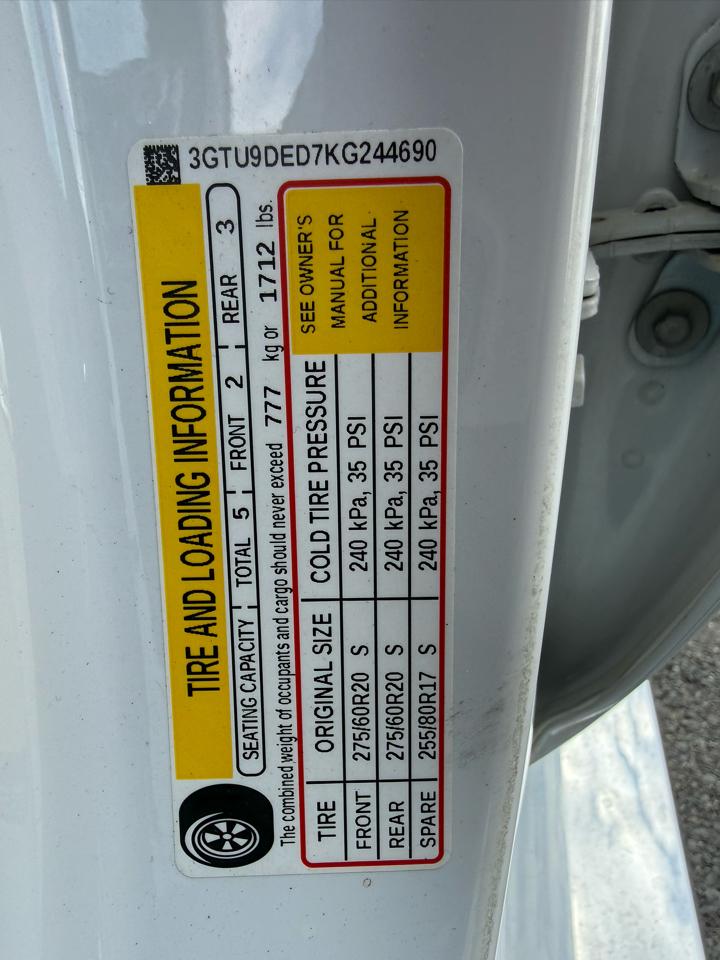 3GTU9DED7KG244690
TIRE AND LOADING INFORMATION
SEATING CAPACITY TOTAL 5 FRONT 2 REAR 3
The combined weight of occupants and cargo should never exceed 777 kg or 1712 lbs.
TIRE ORIGINAL SIZE COLD TIRE PRESSURE
FRONT 275/60R20 S 240 kPa, 35 PSI
REAR 275/60R20 S 240 kPa, 35 PSI
SPARE 255/80R17 S 240 kPa, 35 PSI
SEE OWNER'S
MANUAL FOR
ADDITIONAL
INFORMATION